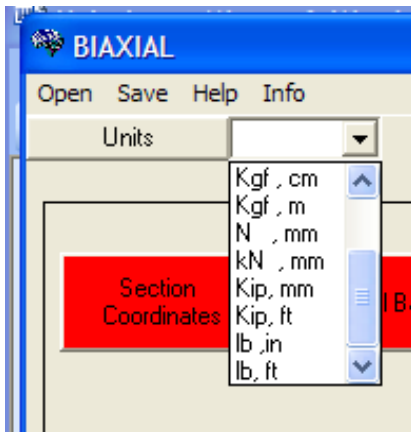 BIAXIAL
Open Save Help Info
Units
Kgf , cm
Kgf , m
N , mm
kN , mm
Kip, mm
Kip, ft
lb ,in
lb, ft
Section
Coordinates